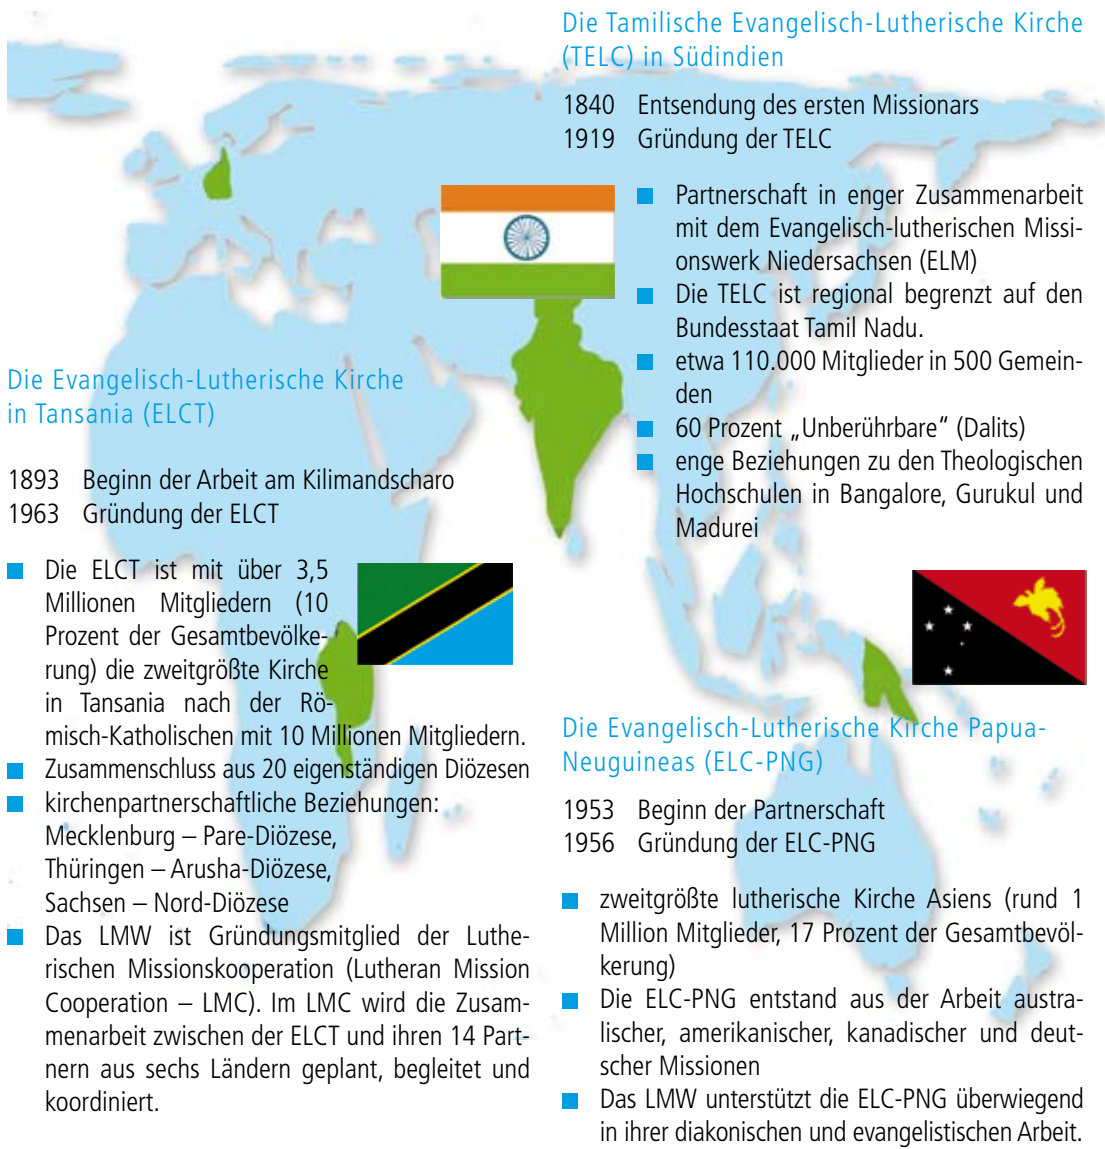 Die Tamilische Evangelisch-Lutherische Kirche
(TELC) in Südindien
1840 Entsendung des ersten Missionars
1919 Gründung der TELC
Partnerschaft in enger Zusammenarbeit
mit dem Evangelisch-lutherischen Missi-
onswerk Niedersachsen (ELM)
Die TELC ist regional begrenzt auf den
Bundesstaat Tamil Nadu.
etwa 110.000 Mitglieder in 500 Gemein-
den
60 Prozent „Unberührbare“ (Dalits)
enge Beziehungen zu den Theologischen
Hochschulen in Bangalore, Gurukul und
Madurei
Die Evangelisch-Lutherische Kirche
in Tansania (ELCT)
1893 Beginn der Arbeit am Kilimandscharo
1963 Gründung der ELCT
Die ELCT ist mit über 3,5
Millionen Mitgliedern (10
Prozent der Gesamtbevölke-
rung) die zweitgrößte Kirche
in Tansania nach der Rö-
misch-Katholischen mit 10 Millionen Mitgliedern.
Zusammenschluss aus 20 eigenständigen Diözesen
kirchenpartnerschaftliche Beziehungen:
Mecklenburg – Pare-Diözese,
Thüringen – Arusha-Diözese,
Sachsen – Nord-Diözese
Das LMW ist Gründungsmitglied der Luthe-
rischen Missionskooperation (Lutheran Mission
Cooperation – LMC). Im LMC wird die Zusam-
menarbeit zwischen der ELCT und ihren 14 Part-
nern aus sechs Ländern geplant, begleitet und
koordiniert.
Die Evangelisch-Lutherische Kirche Papua-
Neuguineas (ELC-PNG)
1953 Beginn der Partnerschaft
1956 Gründung der ELC-PNG
zweitgrößte lutherische Kirche Asiens (rund 1
Million Mitglieder, 17 Prozent der Gesamtbevöl-
kerung)
Die ELC-PNG entstand aus der Arbeit austra-
lischer, amerikanischer, kanadischer und deut-
scher Missionen
Das LMW unterstützt die ELC-PNG überwiegend
in ihrer diakonischen und evangelistischen Arbeit.